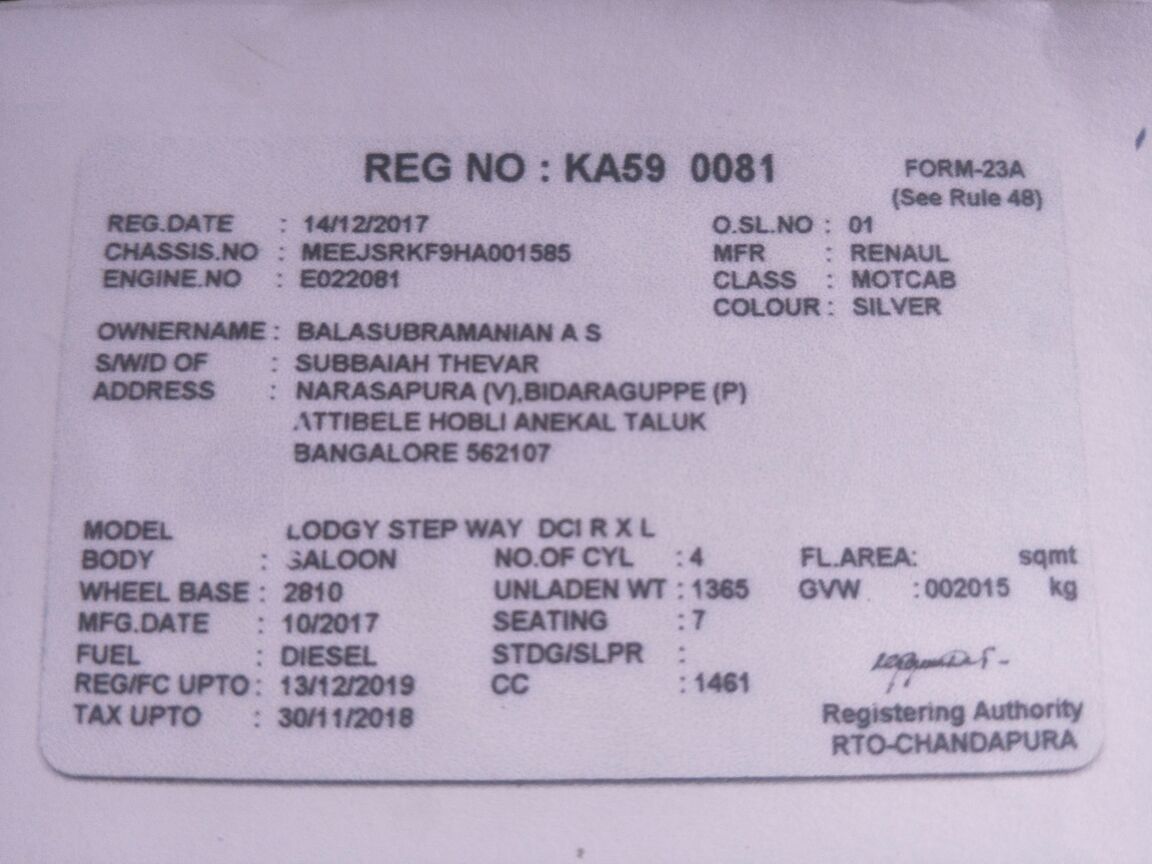 REG NO : KA59 0081
FORM-23A
(See Rule 48)
REG.DATE : 14/12/2017 O.SL.NO : 01
CHASSIS.NO : MEEJSRKF9HA001585 MFR : RENAUL
ENGINE.NO : E022081 CLASS : MOTCAB
COLOUR : SILVER
OWNERNAME : BALASUBRAMANIAN A S
S/W/D OF : SUBBAIAH THEVAR
ADDRESS : NARASAPURA (V),BIDARAGUPPE (P)
ATTIBELE HOBLI ANEKAL TALUK
BANGALORE 562107
MODEL LODGY STEP WAY DCI R X L
BODY : SALOON NO.OF CYL : 4 FL.AREA: sqmt
WHEEL BASE : 2810 UNLADEN WT : 1365 GVW : 002015 kg
MFG.DATE : 10/2017 SEATING : 7
FUEL : DIESEL STDG/SLPR :
REG/FC UPTO : 13/12/2019 CC : 1461
TAX UPTO : 30/11/2018
Registering Authority
RTO-CHANDAPURA
2